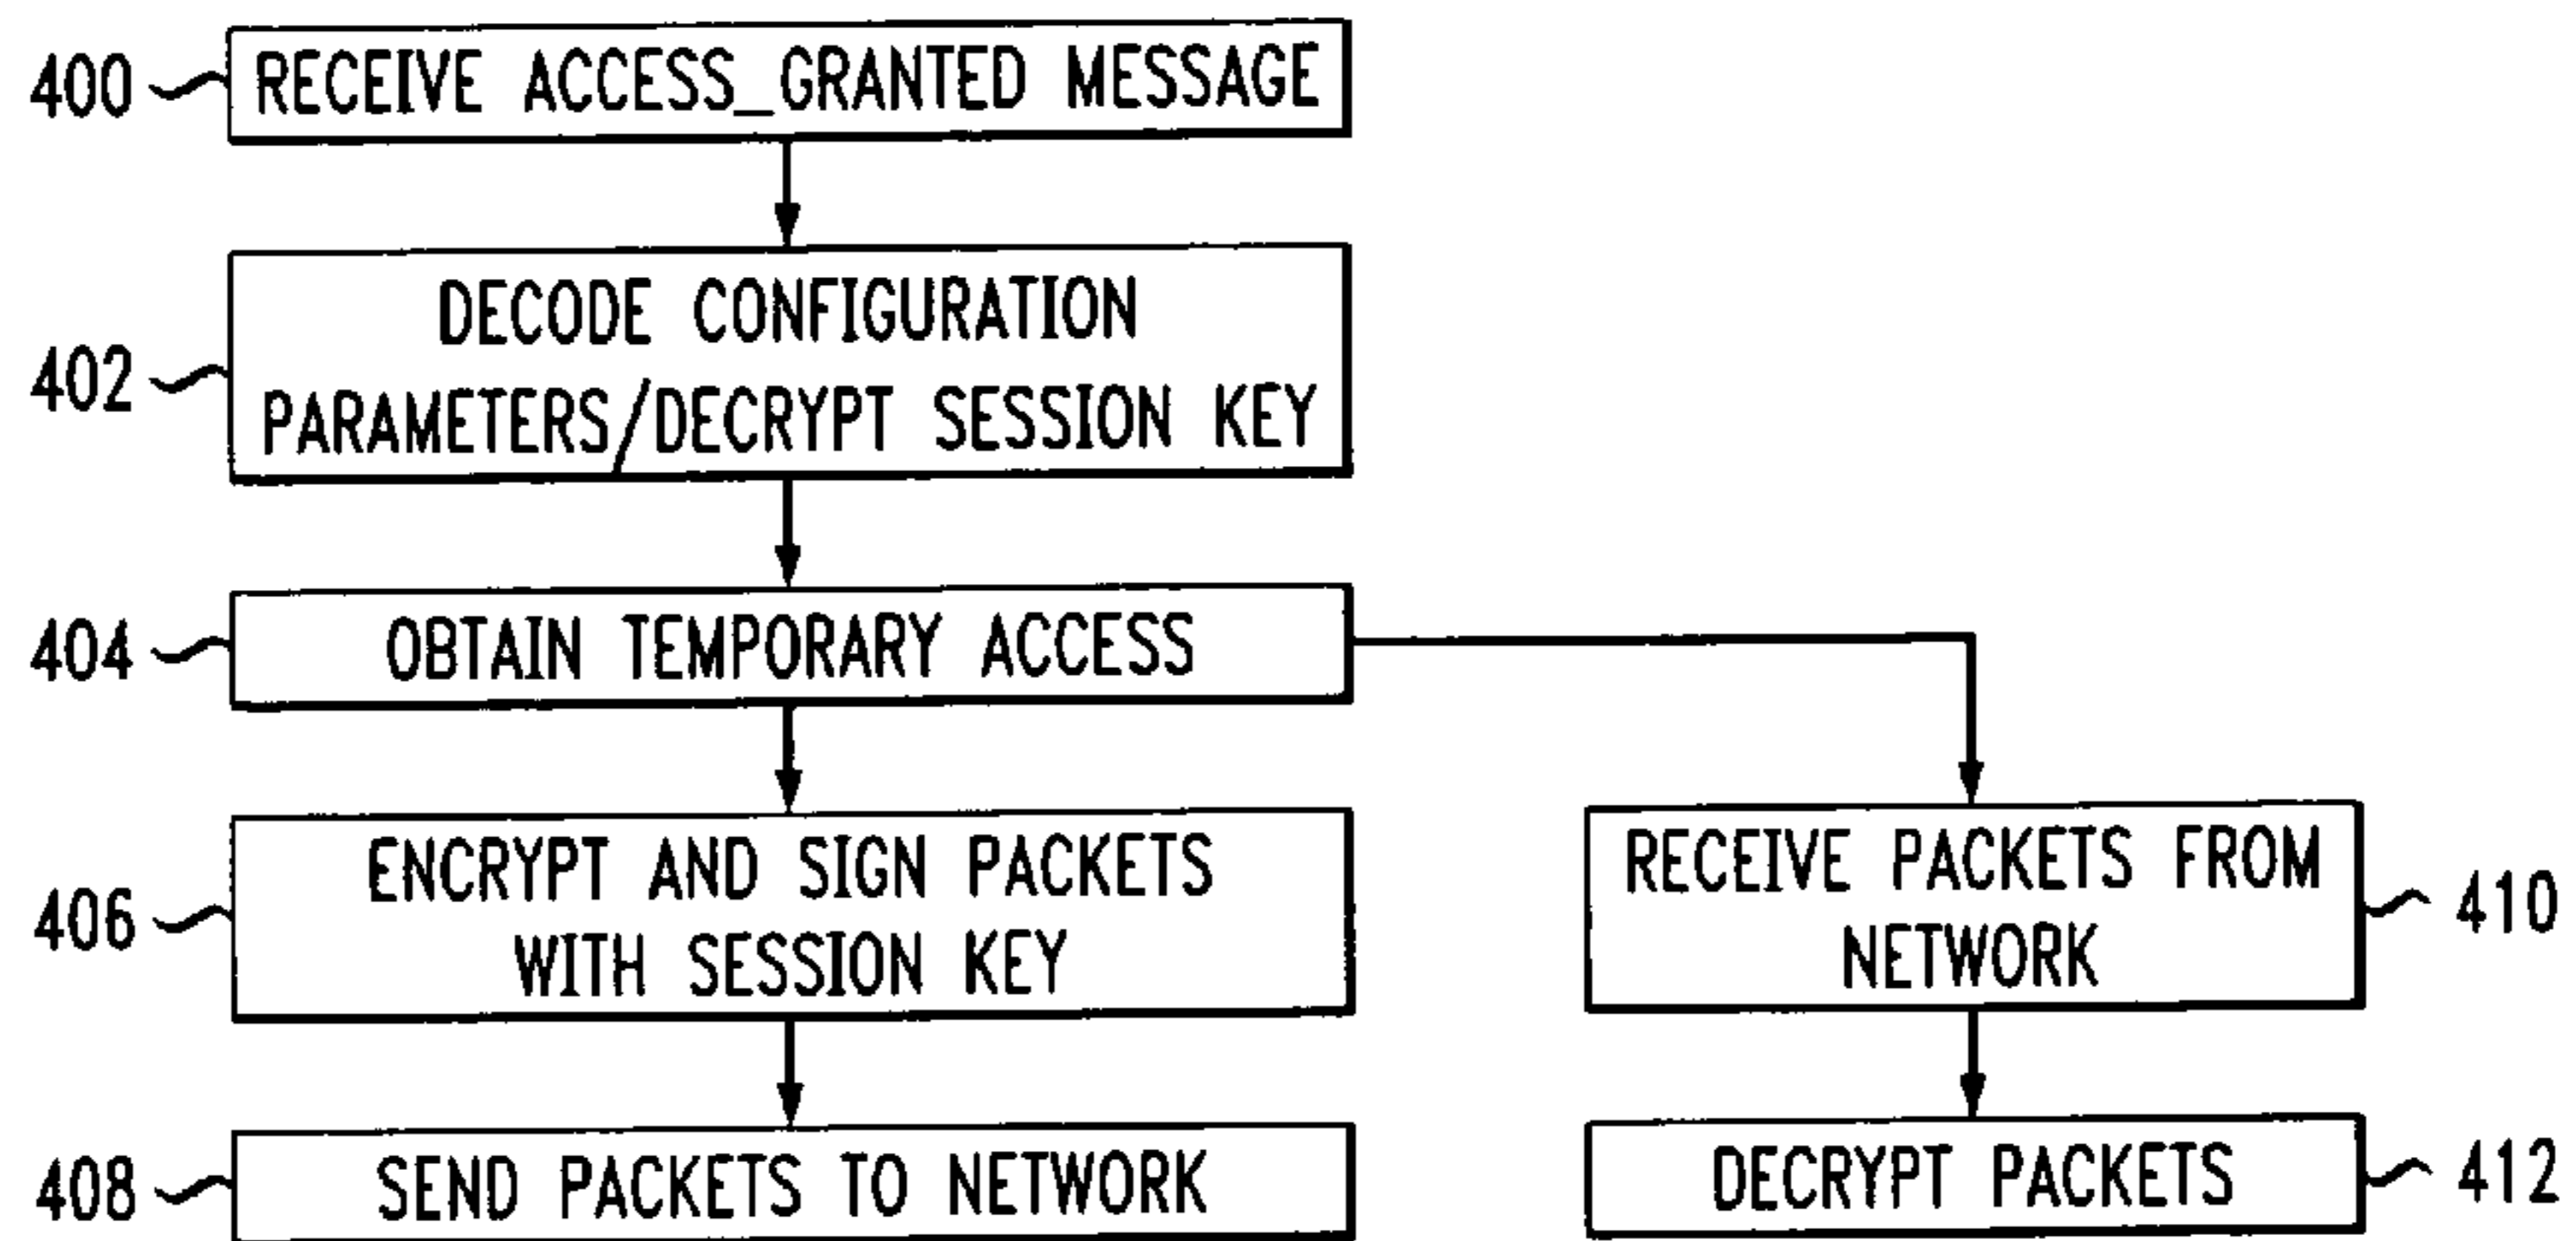 400
RECEIVE ACCESS_GRANTED MESSAGE
402
DECODE CONFIGURATION
PARAMETERS/DECRYPT SESSION KEY
404
OBTAIN TEMPORARY ACCESS
406
ENCRYPT AND SIGN PACKETS
WITH SESSION KEY
408
SEND PACKETS TO NETWORK
RECEIVE PACKETS FROM
NETWORK
410
DECRYPT PACKETS
412